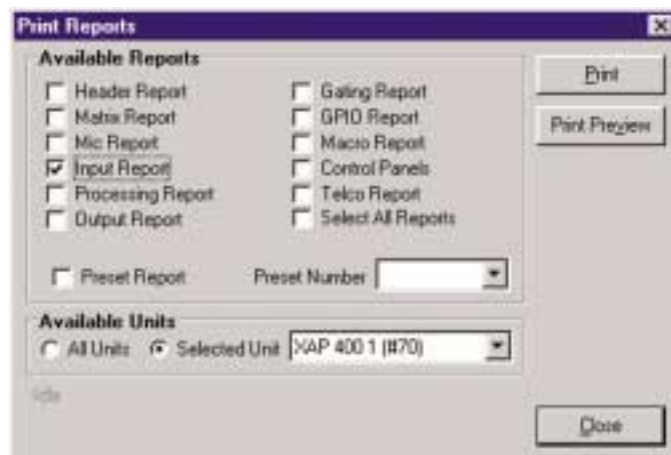 Print Reports
Available Reports
Header Report
Matrix Report
Mic Report
Input Report
Processing Report
Output Report
Gating Report
GPIO Report
Macro Report
Control Panels
Telco Report
Select All Reports
Preset Report Preset Number
Available Units
All Units Selected Unit XAP 400 1 (#70)
Idle
Print
Print Preview
Close